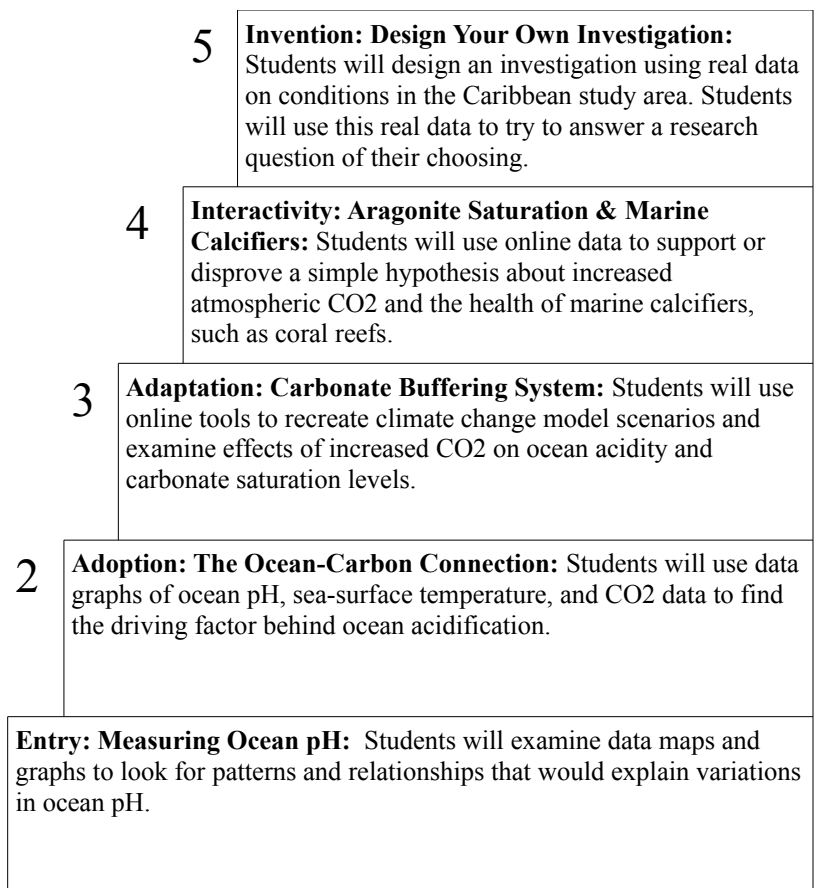 5
Invention: Design Your Own Investigation:
Students will design an investigation using real data
on conditions in the Caribbean study area. Students
will use this real data to try to answer a research
question of their choosing.
4
Interactivity: Aragonite Saturation & Marine
Calcifiers: Students will use online data to support or
disprove a simple hypothesis about increased
atmospheric CO2 and the health of marine calcifiers,
such as coral reefs.
3
Adaptation: Carbonate Buffering System: Students will use
online tools to recreate climate change model scenarios and
examine effects of increased CO2 on ocean acidity and
carbonate saturation levels.
2
Adoption: The Ocean-Carbon Connection: Students will use data
graphs of ocean pH, sea-surface temperature, and CO2 data to find
the driving factor behind ocean acidification.
Entry: Measuring Ocean pH: Students will examine data maps and
graphs to look for patterns and relationships that would explain variations
in ocean pH.